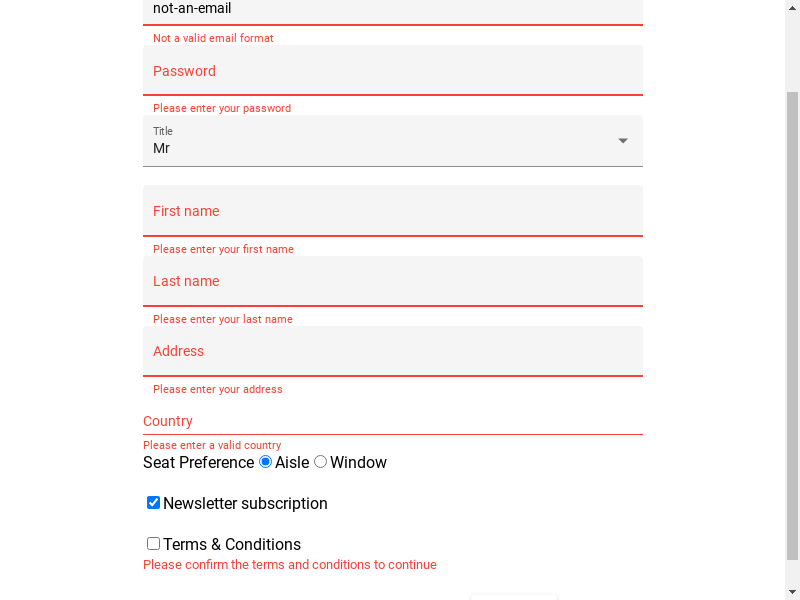 not-an-email
Not a valid email format
Password
Please enter your password
Title
Mr
First name
Please enter your first name
Last name
Please enter your last name
Address
Please enter your address
Country
Please enter a valid country
Seat Preference Aisle Window
Newsletter subscription
Terms & Conditions
Please confirm the terms and conditions to continue